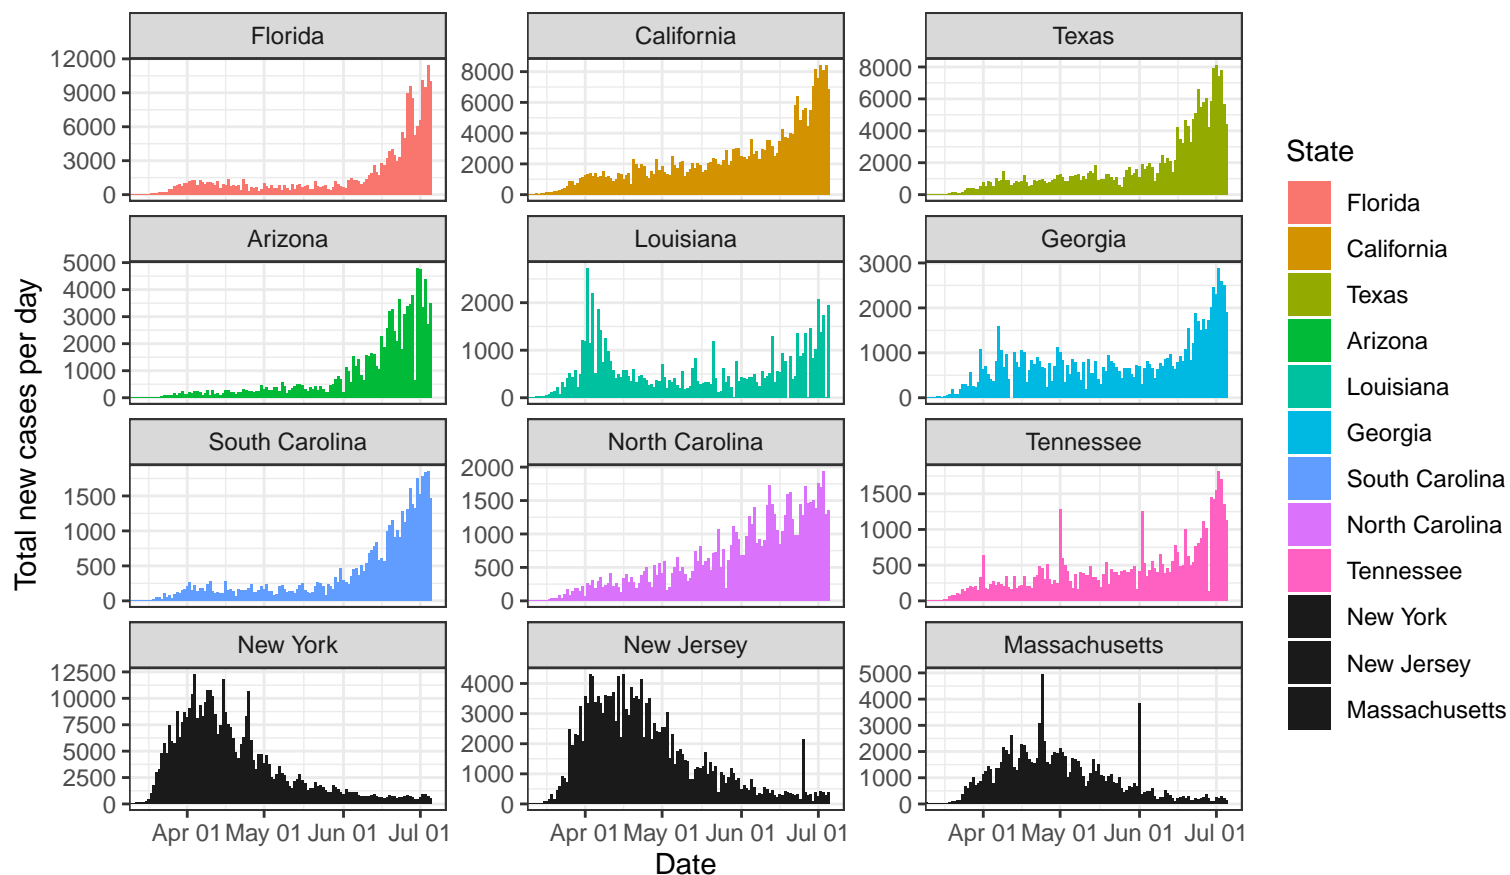 Florida
California
Texas
12000
9000
6000
3000
0
8000
6000
4000
2000
0
8000
6000
4000
2000
0
Arizona
Louisiana
Georgia
5000
4000
3000
2000
1000
0
2000
1000
0
3000
2000
1000
0
South Carolina
North Carolina
Tennessee
1500
1000
500
0
2000
1500
1000
500
0
1500
1000
500
0
New York
New Jersey
Massachusetts
12500
10000
7500
5000
2500
0
4000
3000
2000
1000
0
5000
4000
3000
2000
1000
0
Apr 01 May 01 Jun 01 Jul 01
Apr 01 May 01 Jun 01 Jul 01
Apr 01 May 01 Jun 01 Jul 01
Date
Total new cases per day
State
Florida
California
Texas
Arizona
Louisiana
Georgia
South Carolina
North Carolina
Tennessee
New York
New Jersey
Massachusetts